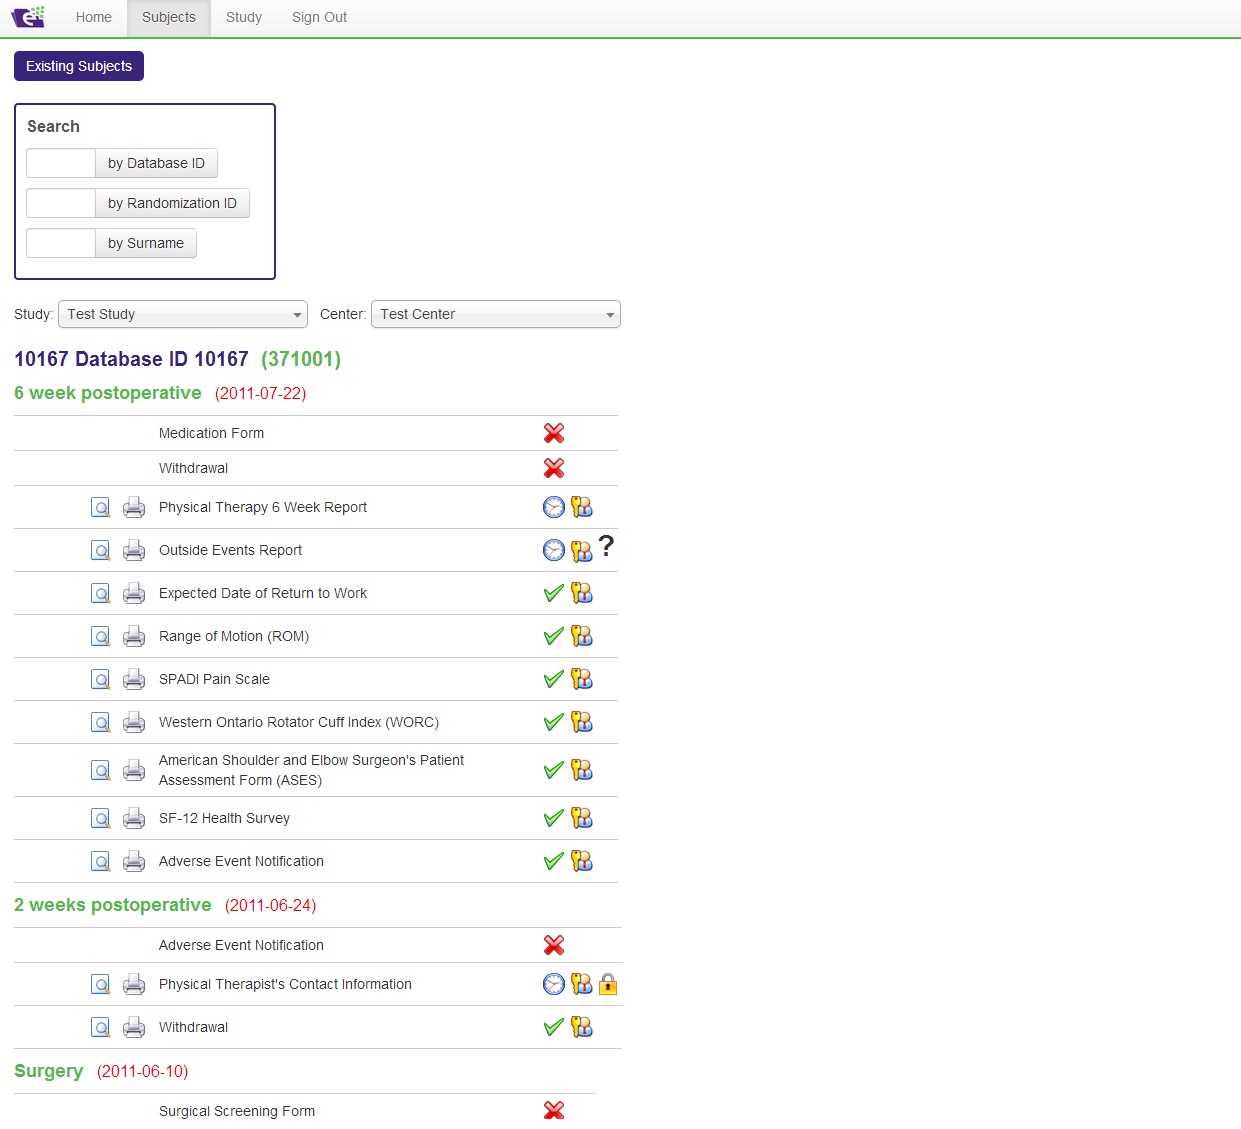 Home Subjects Study Sign Out
Existing Subjects
Search
by Database ID
by Randomization ID
by Surname
Study: Test Study Center: Test Center
10167 Database ID 10167 (371001)
6 week postoperative (2011-07-22)
Medication Form
Withdrawal
Physical Therapy 6 Week Report
Outside Events Report ?
Expected Date of Return to Work
Range of Motion (ROM)
SPADI Pain Scale
Western Ontario Rotator Cuff Index (WORC)
American Shoulder and Elbow Surgeon's Patient
Assessment Form (ASES)
SF-12 Health Survey
Adverse Event Notification
2 weeks postoperative (2011-06-24)
Adverse Event Notification
Physical Therapist's Contact Information
Withdrawal
Surgery (2011-06-10)
Surgical Screening Form